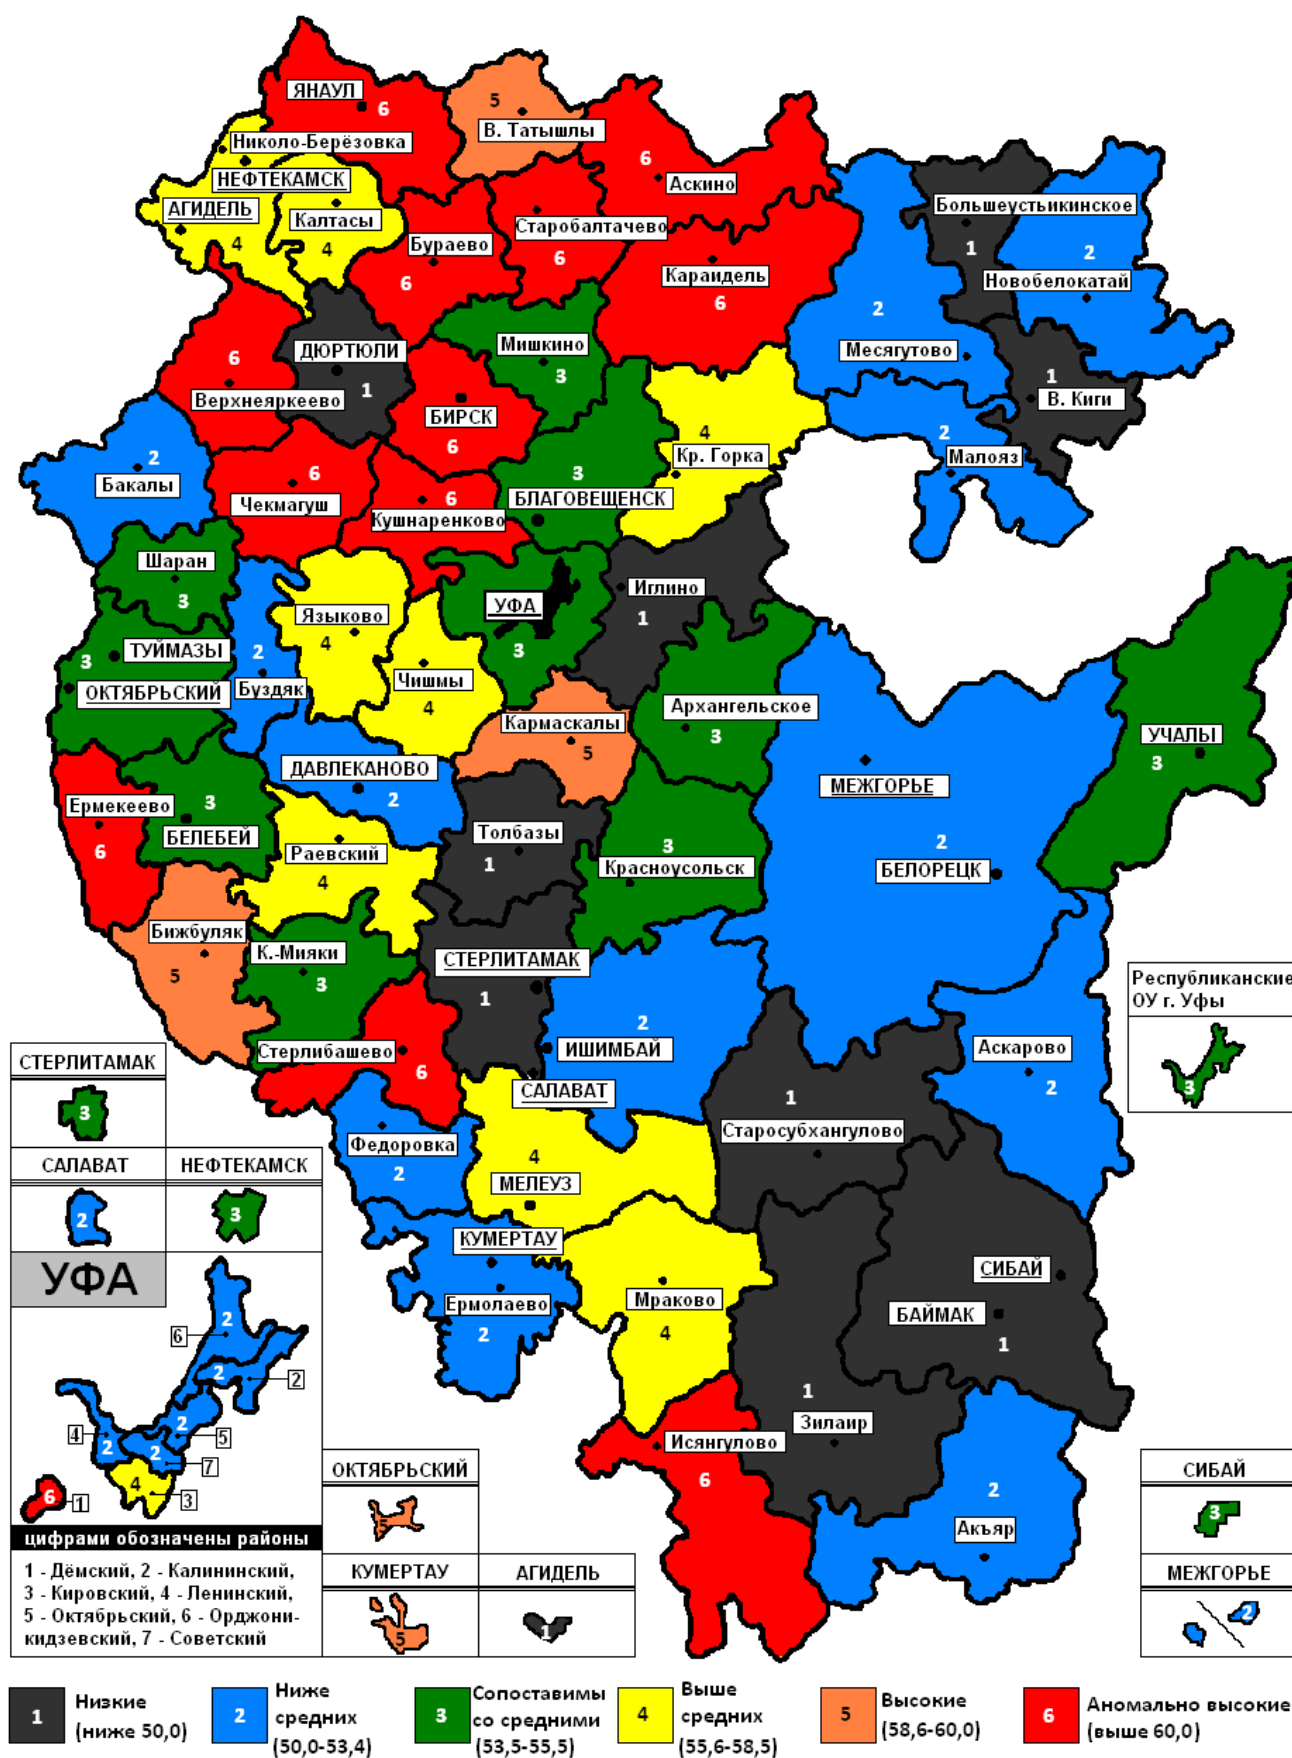 ЯНАУЛ
6
5
В. Татышлы
Николо-Берёзовка
НЕФТЕКАМСК
6
Аскино
АГИДЕЛЬ
4
Калтасы
4
Бураево
6
Старобалтачево
6
Караидель
6
2
Месягутово
Большеустьикинское
1
2
Новобелокатай
6
Верхнеяркеево
ДЮРТЮЛИ
1
Мишкино
3
БИРСК
6
1
В. Киги
2
Малояз
4
Кр. Горка
2
Бакалы
6
Чекмагуш
6
Кушнаренково
3
БЛАГОВЕЩЕНСК
Шаран
3
Языково
4
УФА
3
Иглино
1
3
ТУЙМАЗЫ
ОКТЯБРЬСКИЙ
2
Буздяк
Чишмы
4
Кармаскалы
5
Архангельское
3
УЧАЛЫ
3
ДАВЛЕКАНОВО
2
МЕЖГОРЬЕ
2
БЕЛОРЕЦК
Ермекеево
6
3
БЕЛЕБЕЙ
Раевский
4
Толбазы
1
3
Красноусольск
Бижбуляк
5
К.-Мияки
3
СТЕРЛИТАМАК
1
2
ИШИМБАЙ
САЛАВАТ
Стерлибашево
6
Аскарово
2
Республиканские
ОУ г. Уфы
3
1
Старосубхангулово
Федоровка
2
4
МЕЛЕУЗ
КУМЕРТАУ
Ермолаево
2
Мраково
4
СИБАЙ
БАЙМАК
1
1
Зилаир
Исянгулово
6
2
Акъяр
СТЕРЛИТАМАК
3
САЛАВАТ
2
НЕФТЕКАМСК
3
УФА
2
6
2
2
2
5
4
2
2
7
4
3
6
1
цифрами обозначены районы
1 - Дёмский, 2 - Калининский,
3 - Кировский, 4 - Ленинский,
5 - Октябрьский, 6 - Орджони-
кидзевский, 7 - Советский
ОКТЯБРЬСКИЙ
5
КУМЕРТАУ
5
АГИДЕЛЬ
1
СИБАЙ
3
МЕЖГОРЬЕ
2
1
Низкие
(ниже 50,0)
2
Ниже
средних
(50,0-53,4)
3
Сопоставимы
со средними
(53,5-55,5)
4
Выше
средних
(55,6-58,5)
5
Высокие
(58,6-60,0)
6
Аномально высокие
(выше 60,0)